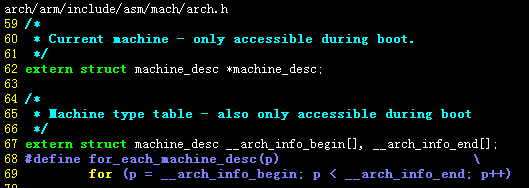 arch/arm/include/asm/mach/arch.h
59 /*
60  * Current machine - only accessible during boot.
61  */
62 extern struct machine_desc *machine_desc;
63
64 /*
65  * Machine type table - also only accessible during boot
66  */
67 extern struct machine_desc __arch_info_begin[], __arch_info_end[];
68 #define for_each_machine_desc(p)                        \
69         for (p = __arch_info_begin; p < __arch_info_end; p++)